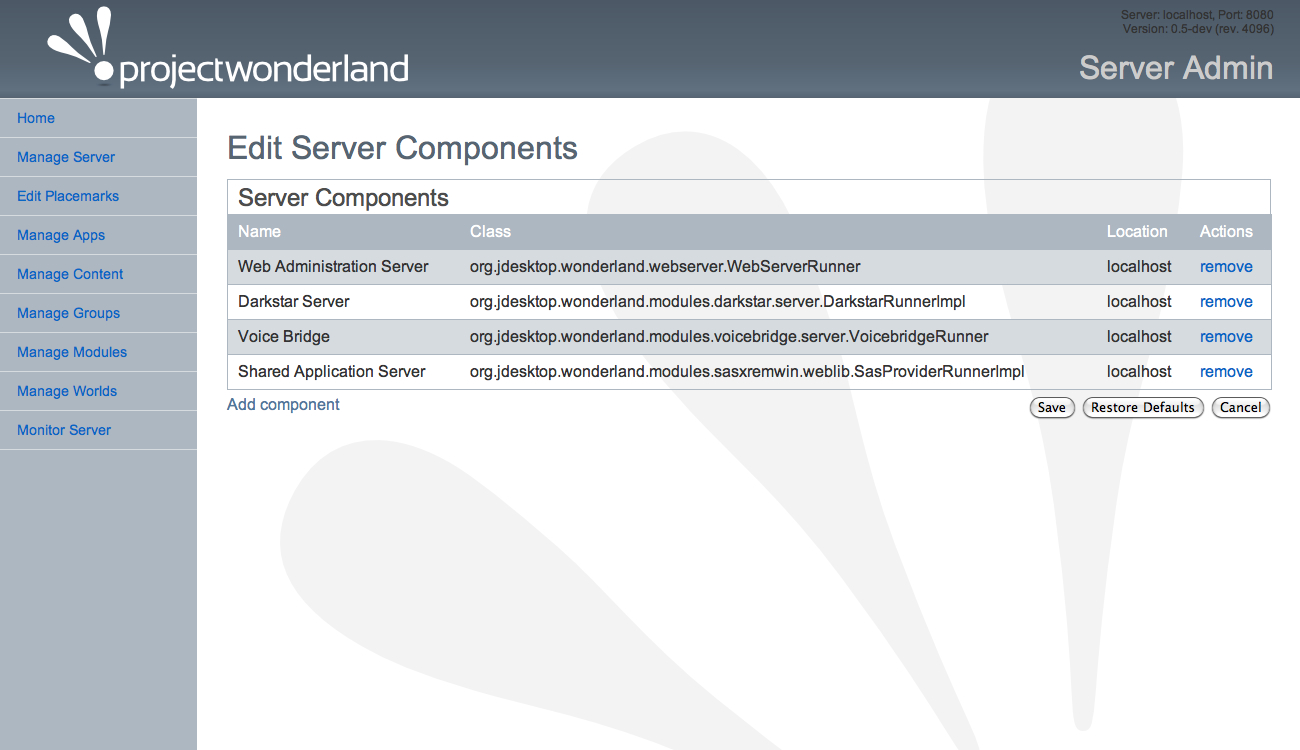 projectwonderland
Server: localhost, Port: 8080
Version: 0.5-dev (rev. 4096)
Server Admin
Home
Manage Server
Edit Placemarks
Manage Apps
Manage Content
Manage Groups
Manage Modules
Manage Worlds
Monitor Server
Edit Server Components
Server Components
Name Class Location Actions
Web Administration Server org.jdesktop.wonderland.webserver.WebServerRunner localhost remove
Darkstar Server org.jdesktop.wonderland.modules.darkstar.server.DarkstarRunnerImpl localhost remove
Voice Bridge org.jdesktop.wonderland.modules.voicebridge.server.VoicebridgeRunner localhost remove
Shared Application Server org.jdesktop.wonderland.modules.sasxremwin.weblib.SasProviderRunnerImpl localhost remove
Add component Save Restore Defaults Cancel